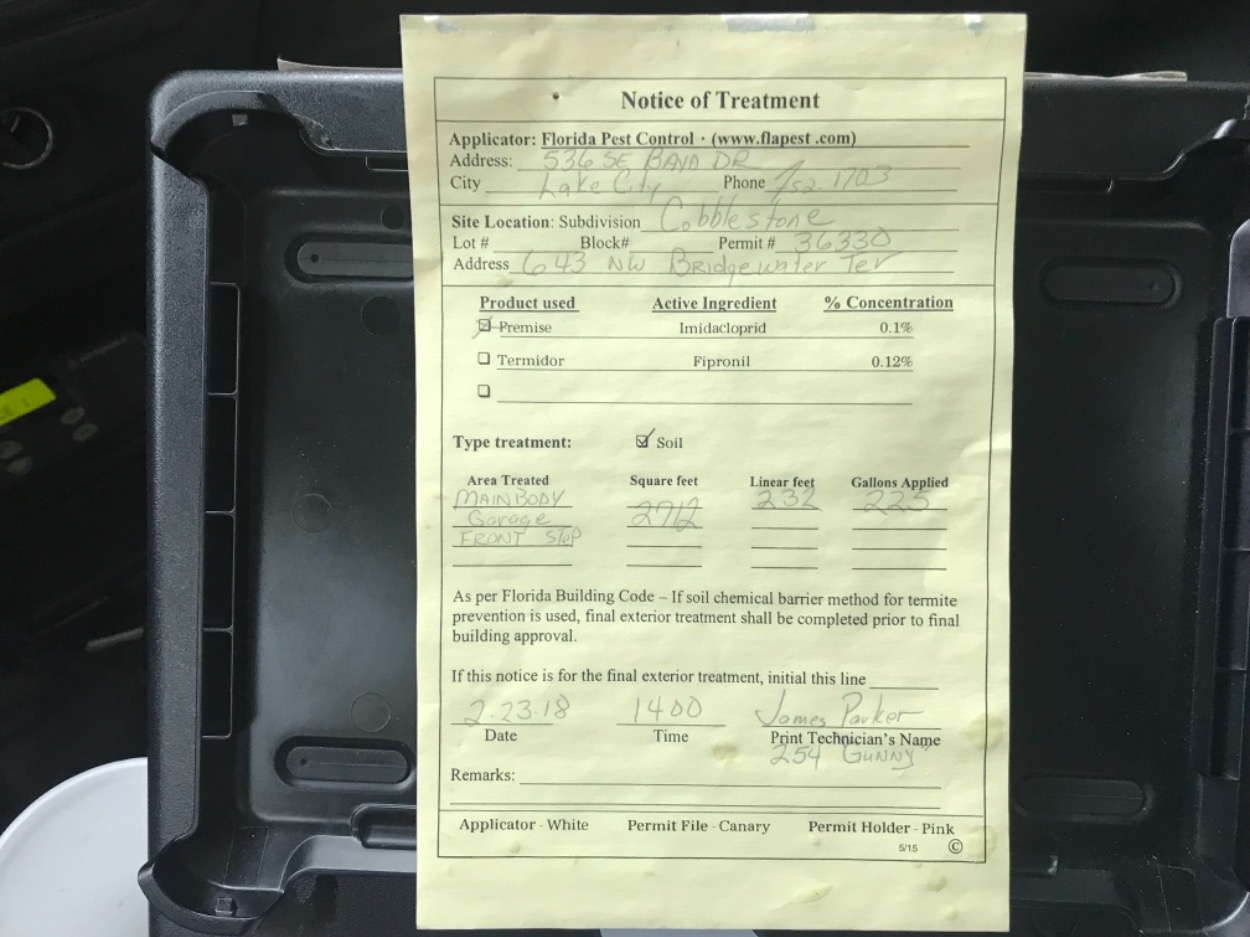 Notice of Treatment
Applicator: Florida Pest Control · (www.flapest .com)
Address: 536 SE BAYA DR
City Lake City Phone 752.1703
Site Location: Subdivision Cobblestone
Lot # Block# Permit # 36330
Address 643 NW Bridgewater Ter
Product used Active Ingredient % Concentration
Premise Imidacloprid 0.1%
Termidor Fipronil 0.12%
Type treatment: Soil
Area Treated Square feet Linear feet Gallons Applied
MAIN BODY 232 225
Garage 2712
FRONT STEP
As per Florida Building Code – If soil chemical barrier method for termite
prevention is used, final exterior treatment shall be completed prior to final
building approval.
If this notice is for the final exterior treatment, initial this line
2.23.18 1400 James Parker
Date Time Print Technician's Name
254 GUNNY"
Remarks:
Applicator - White Permit File - Canary Permit Holder - Pink
5/15 ©